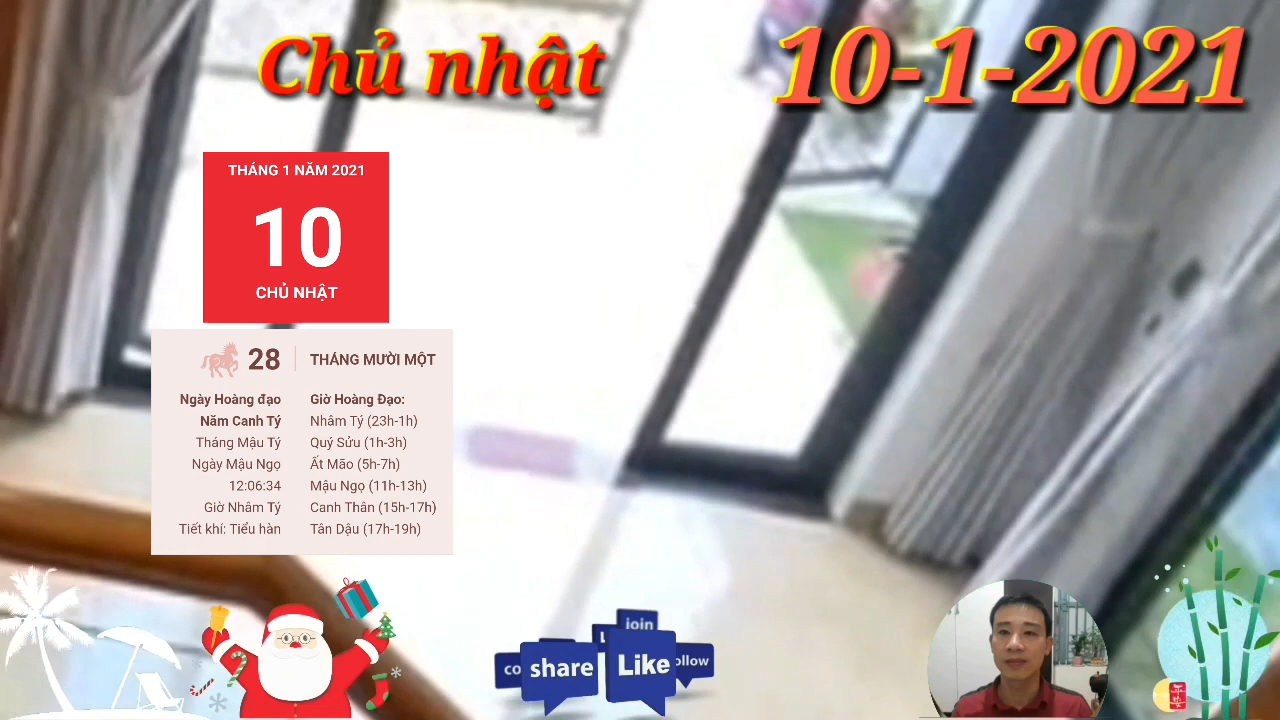 Chủ nhật
10-1-2021
THÁNG 1 NĂM 2021
10
CHỦ NHẬT
28
THÁNG MƯỜI MỘT
Ngày Hoàng đạo
Năm Canh Tý
Tháng Mậu Tý
Ngày Mậu Ngọ
12:06:34
Giờ Nhâm Tý
Tiết khí: Tiểu hàn
Giờ Hoàng Đạo:
Nhâm Tý (23h-1h)
Quý Sửu (1h-3h)
Ất Mão (5h-7h)
Mậu Ngọ (11h-13h)
Canh Thân (15h-17h)
Tân Dậu (17h-19h)
join
co
share
Like
ollow